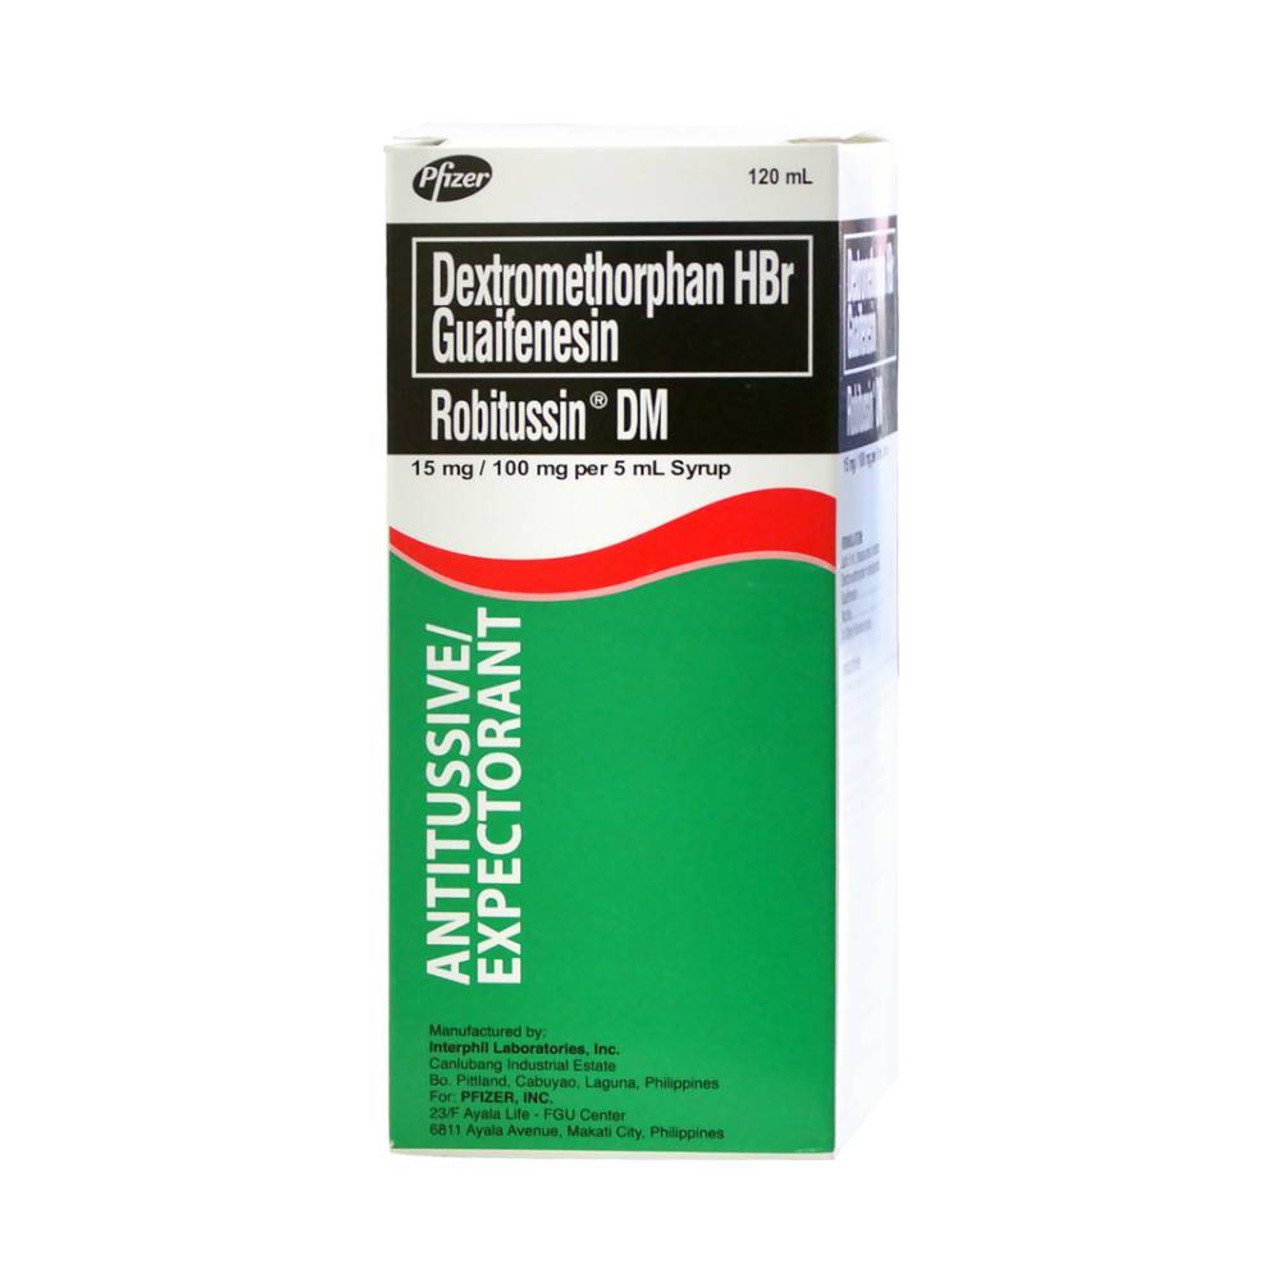 Pfizer
120 mL
Dextromethorphan HBr
Guaifenesin
Robitussin® DM
15 mg / 100 mg per 5 mL Syrup
ANTITUSSIVE/
EXPECTORANT
Manufactured by:
Interphil Laboratories, Inc.
Canlubang Industrial Estate
Bo. Pittland, Cabuyao, Laguna, Philippines
For: PFIZER, INC.
23/F Ayala Life - FGU Center
6811 Ayala Avenue, Makati City, Philippines